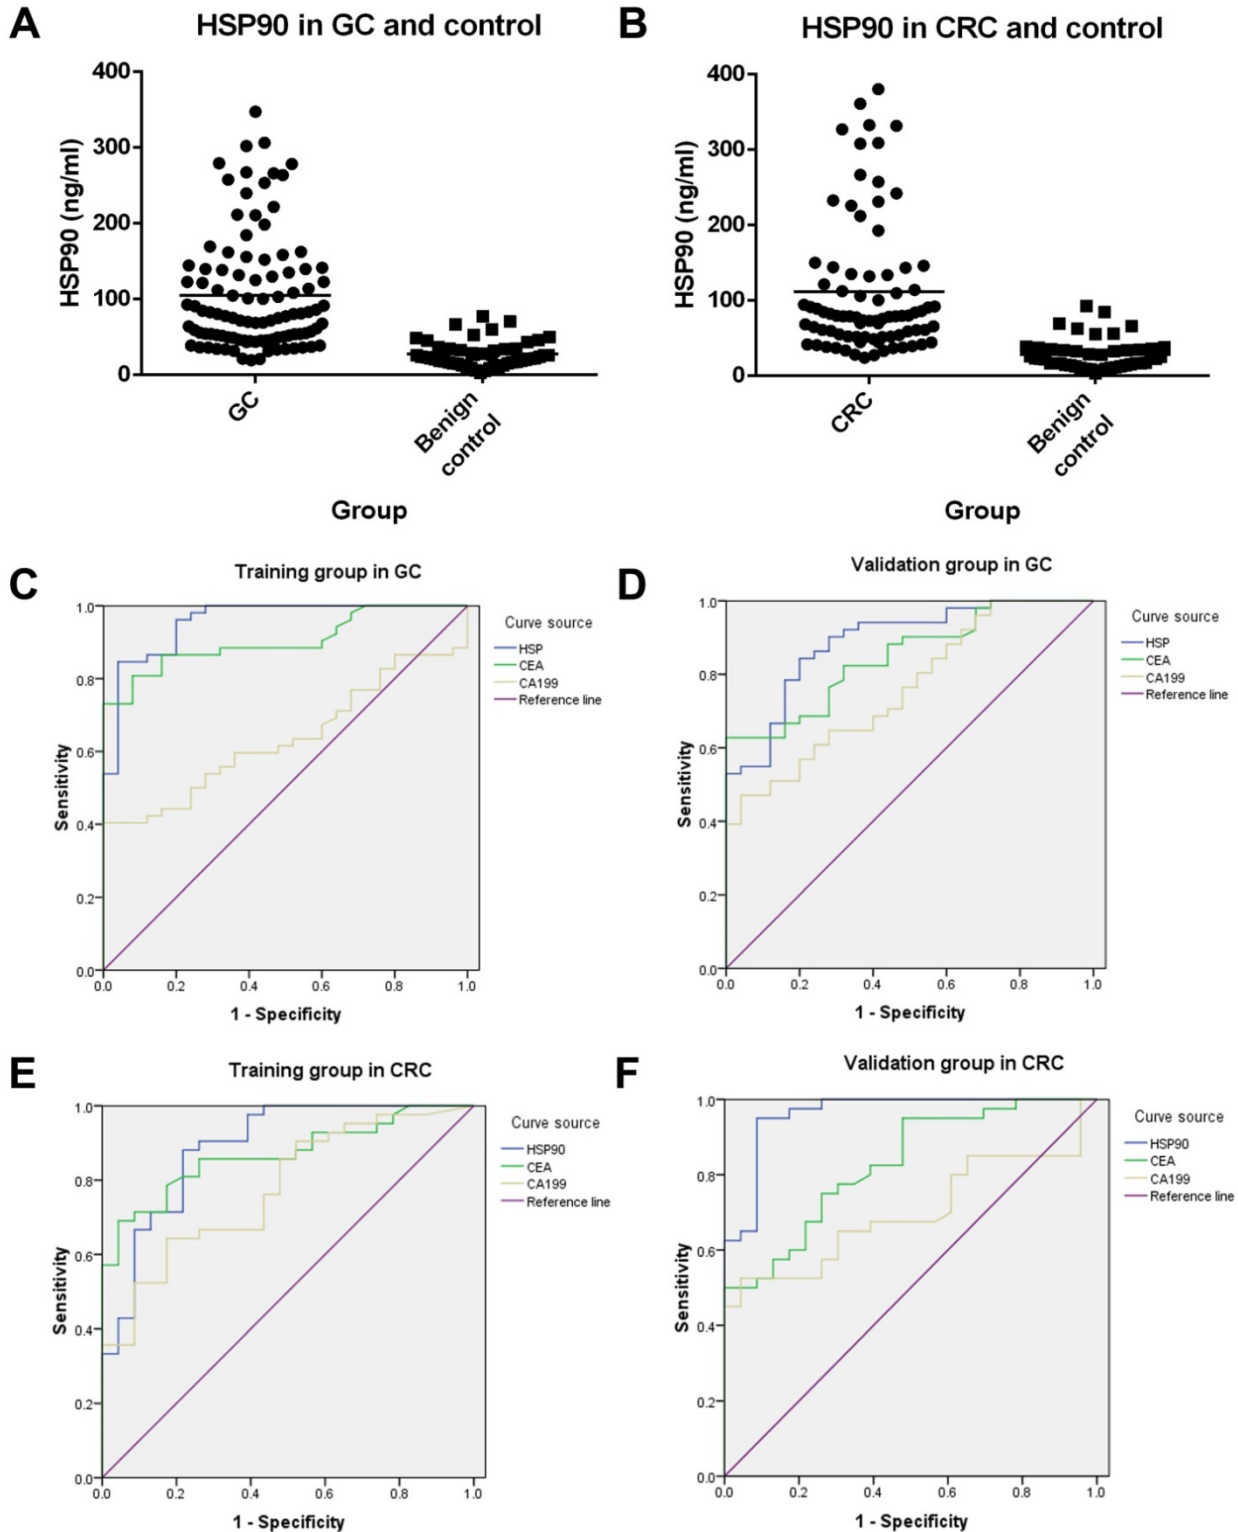 A
HSP90 in GC and control
400
300
200
100
0
HSP90 (ng/ml)
GC
Benign
control
Group
B
HSP90 in CRC and control
400
300
200
100
0
HSP90 (ng/ml)
CRC
Benign
control
Group
C
Training group in GC
1.0
0.8
0.6
0.4
0.2
0.0
Sensitivity
0.0 0.2 0.4 0.6 0.8 1.0
1 - Specificity
Curve source
HSP
CEA
CA199
Reference line
D
Validation group in GC
1.0
0.8
0.6
0.4
0.2
0.0
Sensitivity
0.0 0.2 0.4 0.6 0.8 1.0
1 - Specificity
Curve source
HSP
CEA
CA199
Reference line
E
Training group in CRC
1.0
0.8
0.6
0.4
0.2
0.0
Sensitivity
0.0 0.2 0.4 0.6 0.8 1.0
1 - Specificity
Curve source
HSP90
CEA
CA199
Reference line
F
Validation group in CRC
1.0
0.8
0.6
0.4
0.2
0.0
Sensitivity
0.0 0.2 0.4 0.6 0.8 1.0
1 - Specificity
Curve source
HSP90
CEA
CA199
Reference line